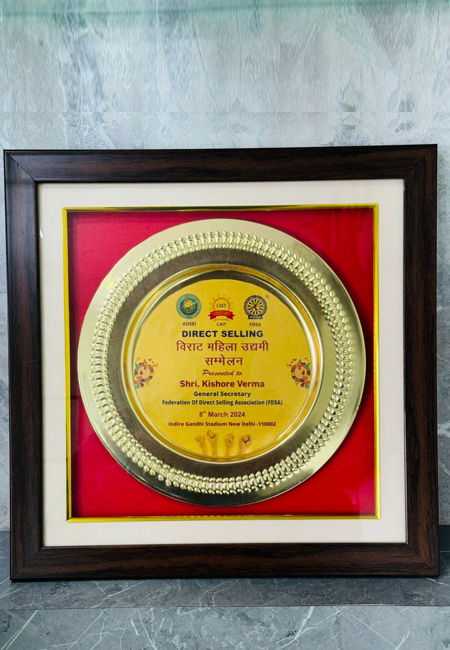 ADSEI CAIT FDSA
DIRECT SELLING
विराट महिला उद्यमी
सम्मेलन
Presented to
Shri. Kishore Verma
General Secretary
Federation Of Direct Selling Association (FDSA)
8th March 2024
Indira Gandhi Stadium New Delhi -110002